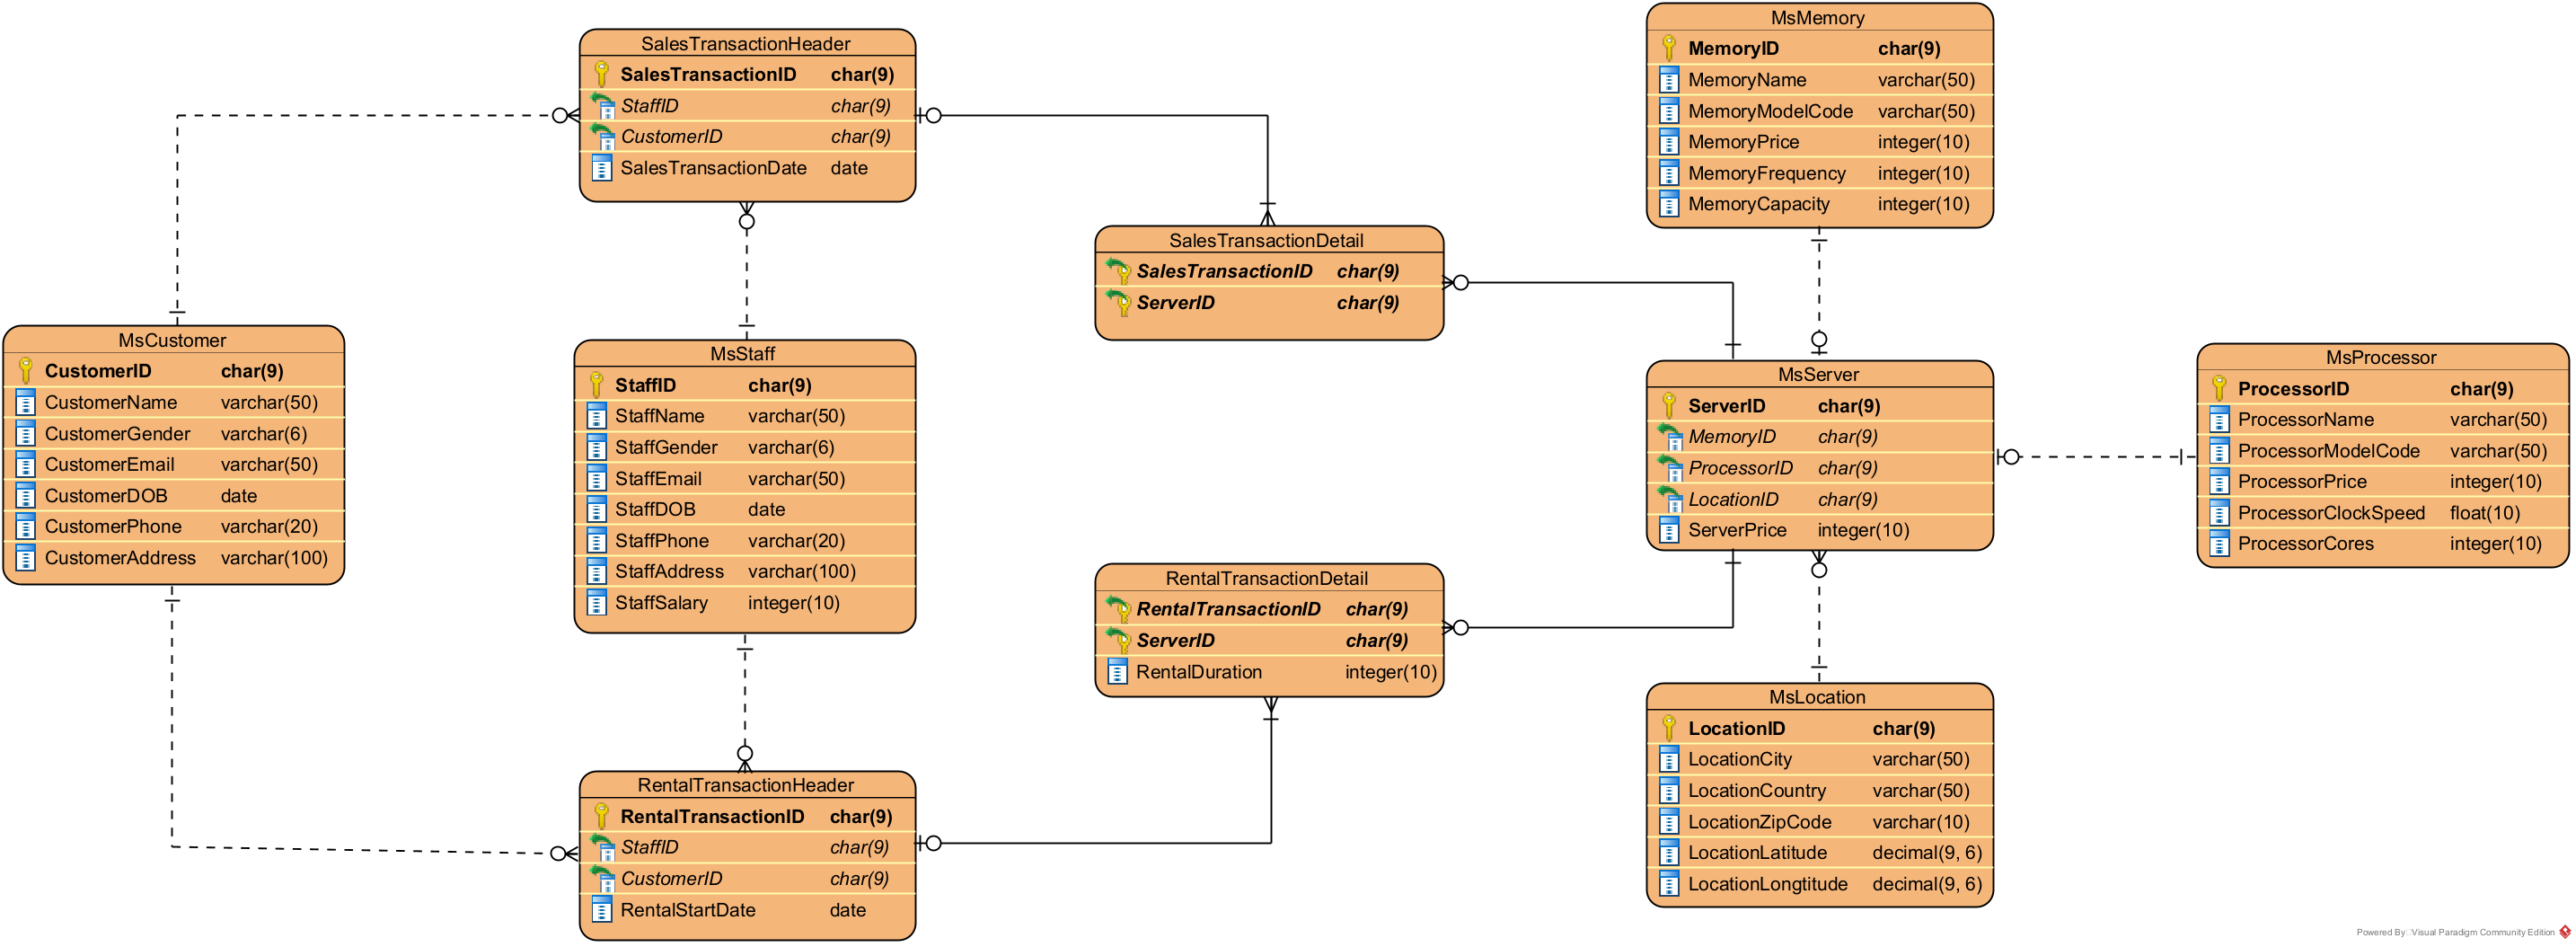 SalesTransactionHeader
SalesTransactionID char(9)
StaffID char(9)
CustomerID char(9)
SalesTransactionDate date
MsMemory
MemoryID char(9)
MemoryName varchar(50)
MemoryModelCode varchar(50)
MemoryPrice integer(10)
MemoryFrequency integer(10)
MemoryCapacity integer(10)
SalesTransactionDetail
SalesTransactionID char(9)
ServerID char(9)
MsCustomer
CustomerID char(9)
CustomerName varchar(50)
CustomerGender varchar(6)
CustomerEmail varchar(50)
CustomerDOB date
CustomerPhone varchar(20)
CustomerAddress varchar(100)
MsStaff
StaffID char(9)
StaffName varchar(50)
StaffGender varchar(6)
StaffEmail varchar(50)
StaffDOB date
StaffPhone varchar(20)
StaffAddress varchar(100)
StaffSalary integer(10)
MsServer
ServerID char(9)
MemoryID char(9)
ProcessorID char(9)
LocationID char(9)
ServerPrice integer(10)
MsProcessor
ProcessorID char(9)
ProcessorName varchar(50)
ProcessorModelCode varchar(50)
ProcessorPrice integer(10)
ProcessorClockSpeed float(10)
ProcessorCores integer(10)
RentalTransactionDetail
RentalTransactionID char(9)
ServerID char(9)
RentalDuration integer(10)
MsLocation
LocationID char(9)
LocationCity varchar(50)
LocationCountry varchar(50)
LocationZipCode varchar(10)
LocationLatitude decimal(9, 6)
LocationLongtitude decimal(9, 6)
RentalTransactionHeader
RentalTransactionID char(9)
StaffID char(9)
CustomerID char(9)
RentalStartDate date
Powered By Visual Paradigm Community Edition